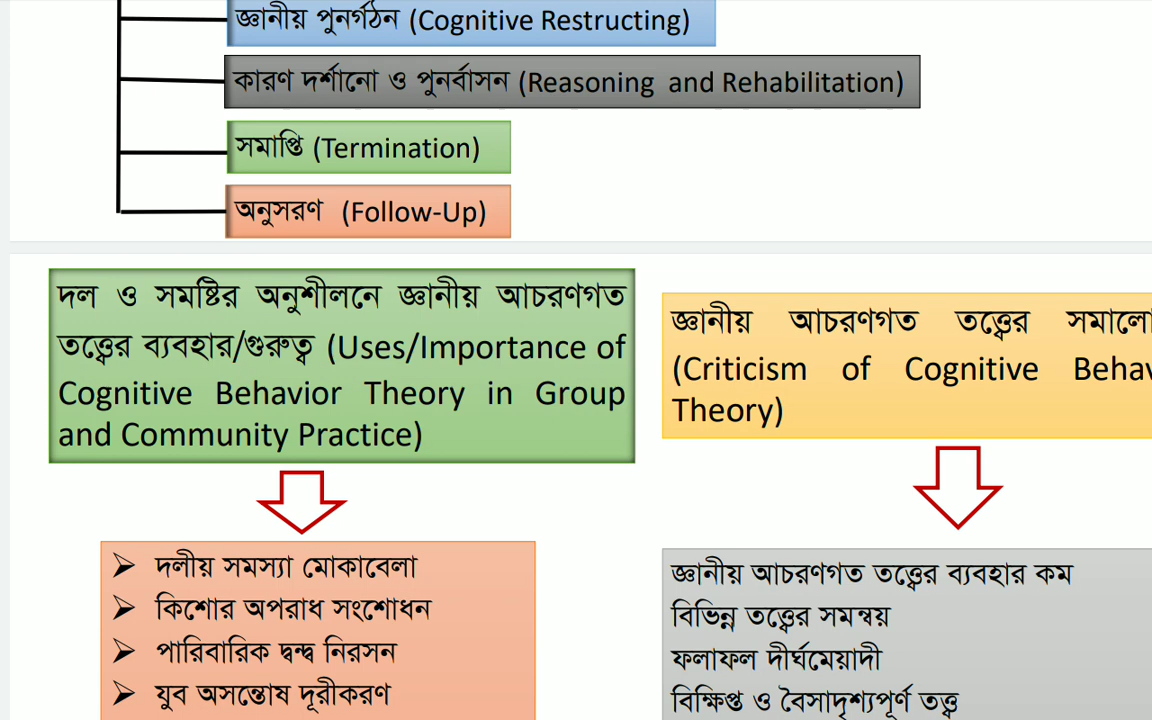 জ্ঞানীয় পুনর্গঠন (Cognitive Restructing)
কারণ দর্শানো ও পুনর্বাসন (Reasoning and Rehabilitation)
সমাপ্তি (Termination)
অনুসরণ (Follow-Up)
দল ও সমষ্টির অনুশীলনে জ্ঞানীয় আচরণগত
তত্ত্বের ব্যবহার/গুরুত্ব (Uses/Importance of
Cognitive Behavior Theory in Group
and Community Practice)
➢ দলীয় সমস্যা মোকাবেলা
➢ কিশোর অপরাধ সংশোধন
➢ পারিবারিক দ্বন্দ্ব নিরসন
➢ যুব অসন্তোষ দূরীকরণ
জ্ঞানীয় আচরণগত তত্ত্বের
(Criticism of Cognitive
Theory)
জ্ঞানীয় আচরণগত তত্ত্বের ব্যবহার কম
বিভিন্ন তত্ত্বের সমন্বয়
ফলাফল দীর্ঘমেয়াদী
বিক্ষিপ্ত ও বৈসাদৃশ্যপূর্ণ তত্ত্ব